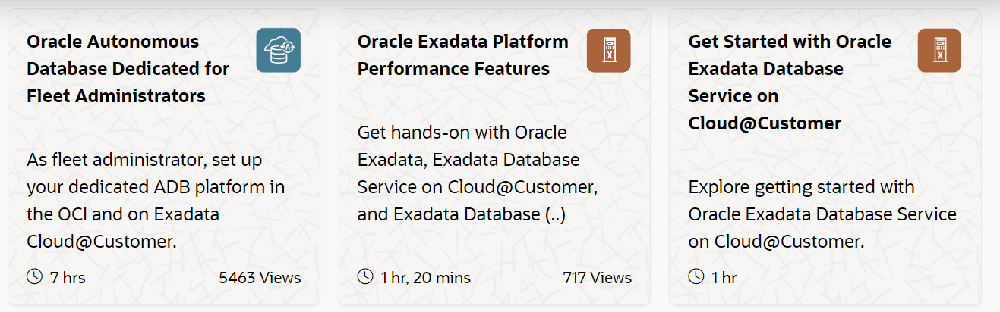 Oracle Autonomous
Database Dedicated for
Fleet Administrators
A
As fleet administrator, set up
your dedicated ADB platform in
the OCI and on Exadata
Cloud@Customer.
7 hrs
5463 Views
Oracle Exadata Platform
Performance Features
X
Get hands-on with Oracle
Exadata, Exadata Database
Service on Cloud@Customer,
and Exadata Database (..)
1 hr, 20 mins
717 Views
Get Started with Oracle
Exadata Database
Service on
Cloud@Customer
X
Explore getting started with
Oracle Exadata Database Service
on Cloud@Customer.
1 hr